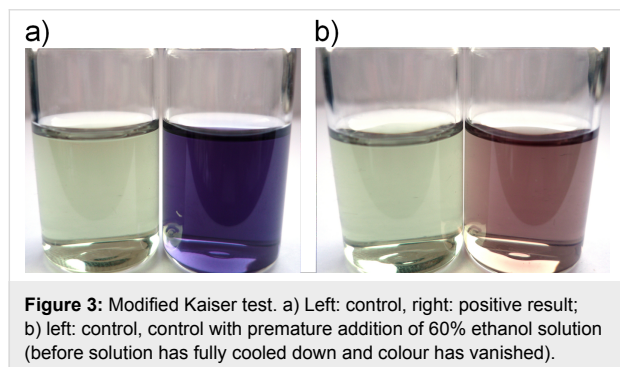 a) b)
Figure 3: Modified Kaiser test. a) Left: control, right: positive result;
b) left: control, control with premature addition of 60% ethanol solution
(before solution has fully cooled down and colour has vanished).